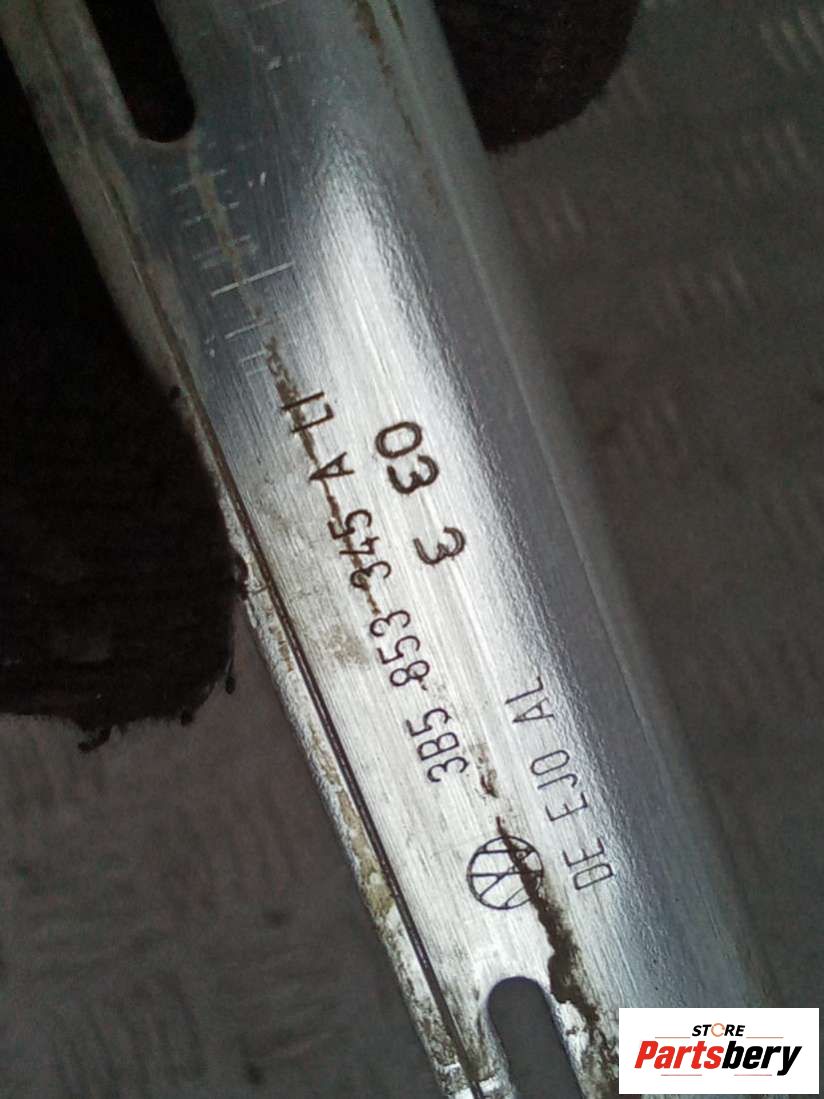 3B5 853 345 A LI
3 03
DE EJO AL
STORE
Partsbery